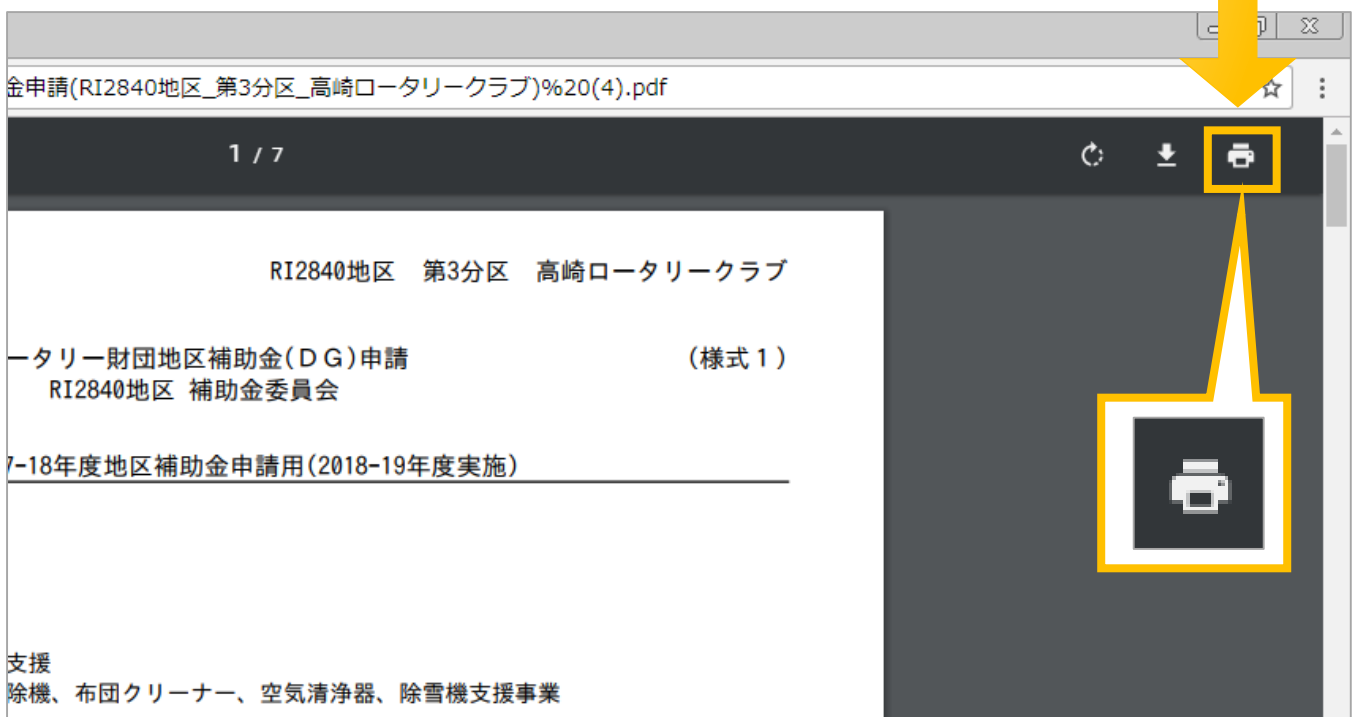 金申請(RI2840地区_第3分区_高崎ロータリークラブ)%20(4).pdf
1 / 7
RI2840地区　第3分区　高崎ロータリークラブ
ータリー財団地区補助金(ＤＧ)申請　（様式１）
RI2840地区 補助金委員会
7-18年度地区補助金申請用(2018-19年度実施)
支援
除機、布団クリーナー、空気清浄器、除雪機支援事業